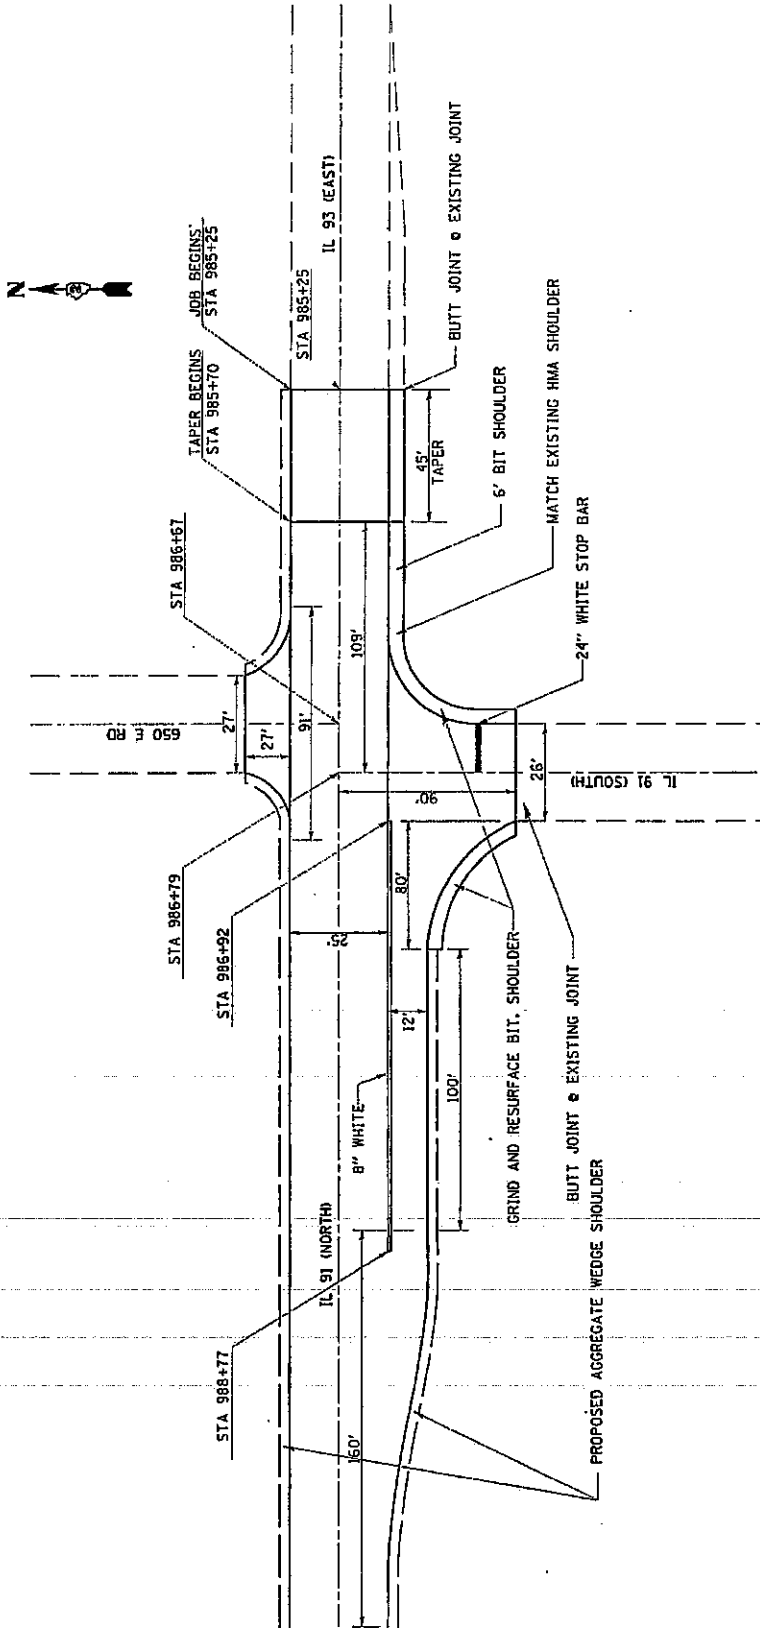 N
2
JOB BEGINS
STA 985+25
TAPER BEGINS
STA 985+70
STA 985+25
IL 93 (EAST)
BUTT JOINT @ EXISTING JOINT
STA 986+67
45'
TAPER
6' BIT SHOULDER
MATCH EXISTING HMA SHOULDER
24" WHITE STOP BAR
109'
91'
650 E RD
27'
27'
STA 986+79
STA 986+92
26'
90'
IL 91 (SOUTH)
80'
25'
12'
100'
8" WHITE
GRIND AND RESURFACE BIT. SHOULDER
BUTT JOINT @ EXISTING JOINT
IL 91 (NORTH)
STA 988+77
160'
PROPOSED AGGREGATE WEDGE SHOULDER